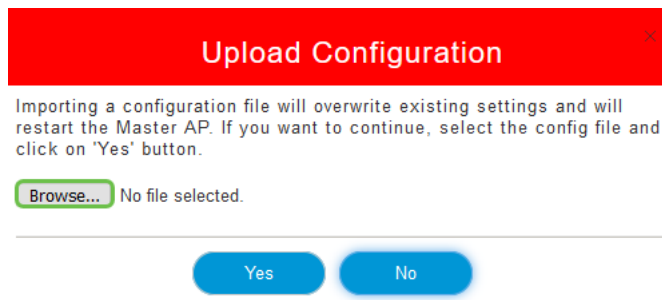 Upload Configuration
Importing a configuration file will overwrite existing settings and will
restart the Master AP. If you want to continue, select the config file and
click on 'Yes' button.
Browse... No file selected.
Yes No